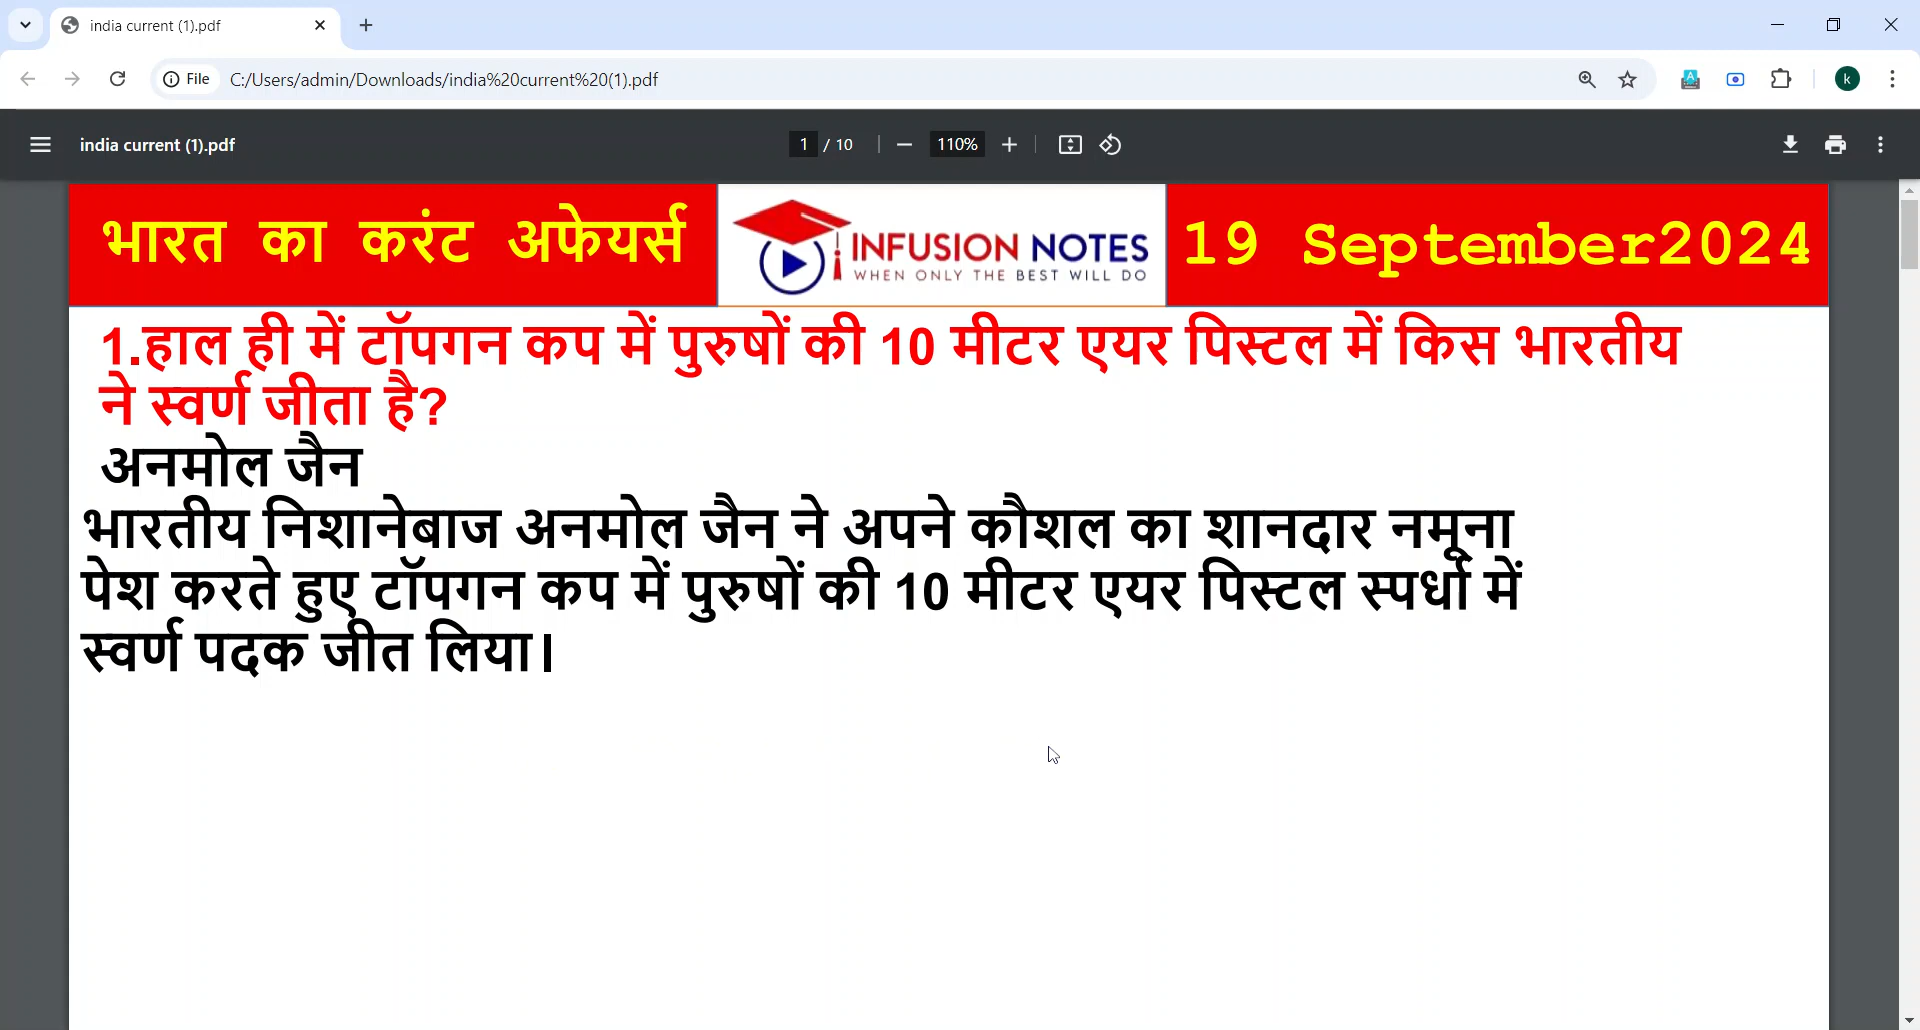 india current (1).pdf
File C:/Users/admin/Downloads/india%20current%20(1).pdf
k
india current (1).pdf 1 / 10 110%
भारत का करंट अफेयर्स INFUSION NOTES 19 September2024
WHEN ONLY THE BEST WILL DO
1.हाल ही में टॉपगन कप में पुरुषों की 10 मीटर एयर पिस्टल में किस भारतीय
ने स्वर्ण जीता है?
अनमोल जैन
भारतीय निशानेबाज अनमोल जैन ने अपने कौशल का शानदार नमूना
पेश करते हुए टॉपगन कप में पुरुषों की 10 मीटर एयर पिस्टल स्पर्धा में
स्वर्ण पदक जीत लिया।